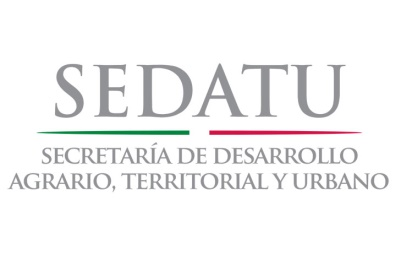 SEDATU
SECRETARÍA DE DESARROLLO
AGRARIO, TERRITORIAL Y URBANO